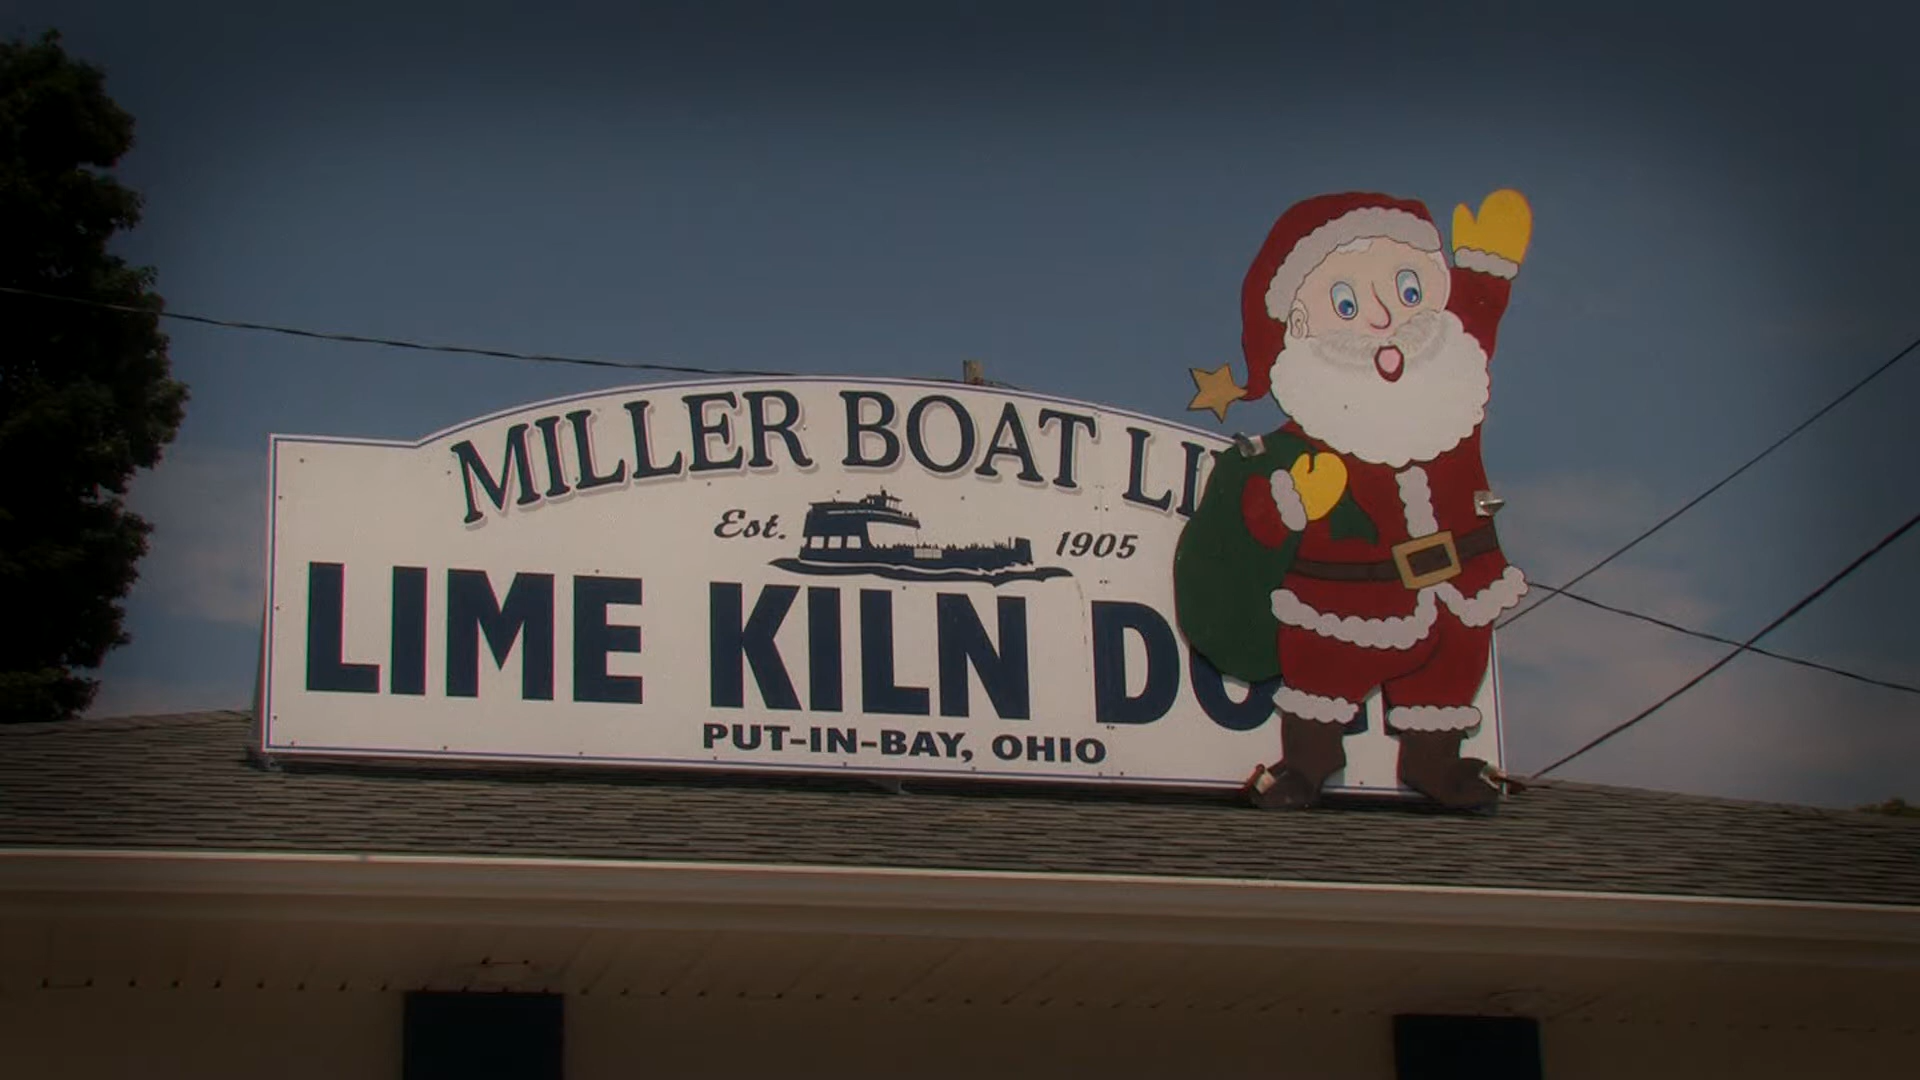 MILLER BOAT LI
Est. 1905
LIME KILN DO
PUT-IN-BAY, OHIO